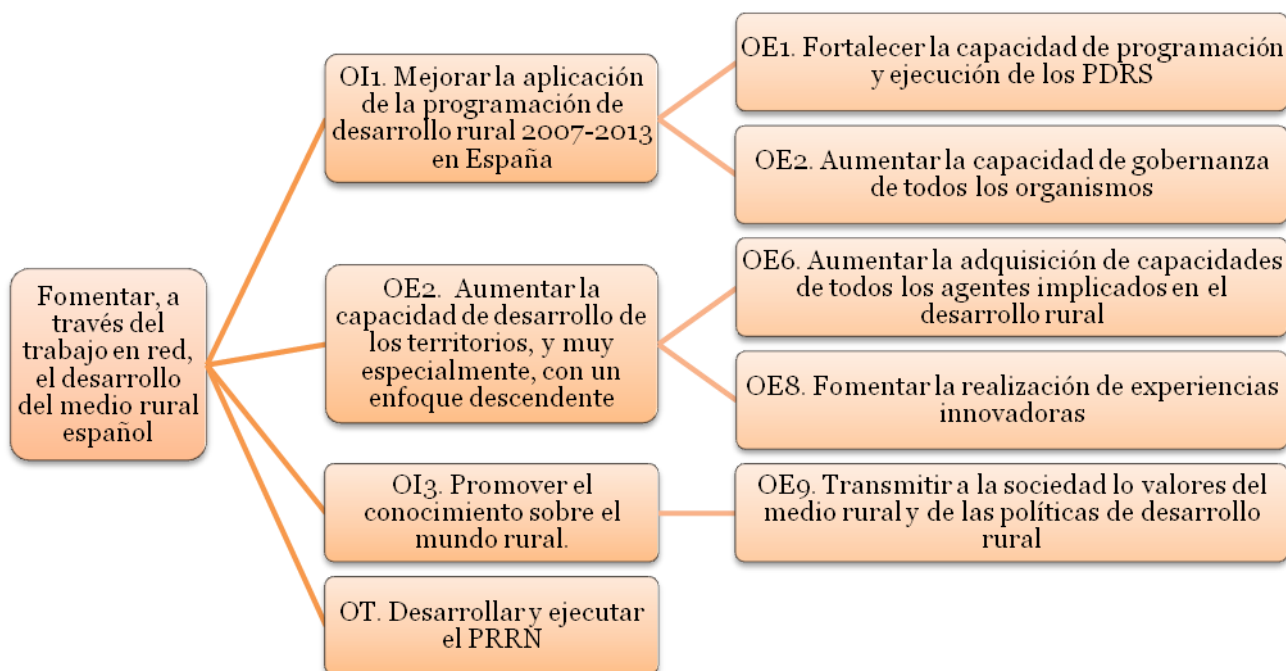 Fomentar, a
través del
trabajo en red,
el desarrollo
del medio rural
español
OI1. Mejorar la aplicación
de la programación de
desarrollo rural 2007-2013
en España
OE1. Fortalecer la capacidad de programación
y ejecución de los PDRS
OE2. Aumentar la capacidad de gobernanza
de todos los organismos
OE2. Aumentar la
capacidad de desarrollo de
los territorios, y muy
especialmente, con un
enfoque descendente
OE6. Aumentar la adquisición de capacidades
de todos los agentes implicados en el
desarrollo rural
OE8. Fomentar la realización de experiencias
innovadoras
OI3. Promover el
conocimiento sobre el
mundo rural.
OE9. Transmitir a la sociedad lo valores del
medio rural y de las políticas de desarrollo
rural
OT. Desarrollar y ejecutar
el PRRN